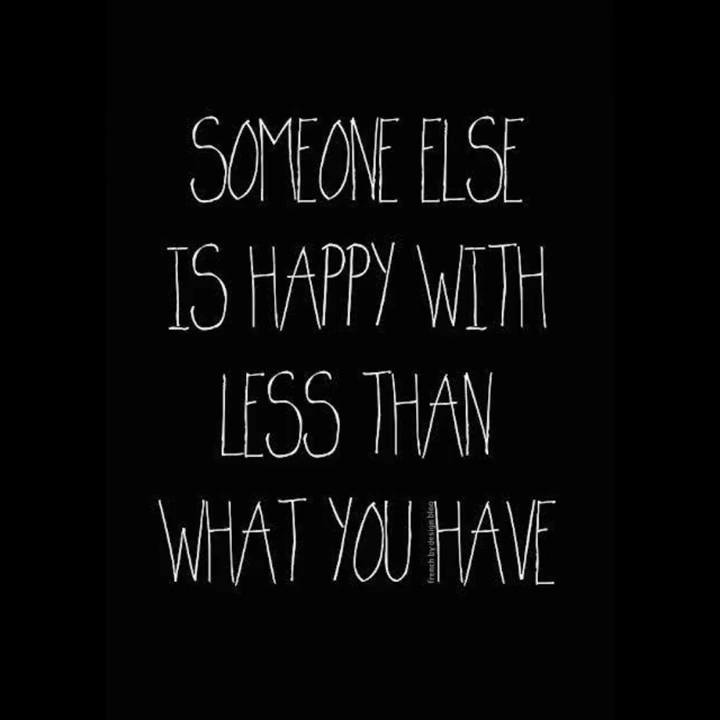 SOMEONE ELSE
IS HAPPY WITH
LESS THAN
WHAT YOU HAVE
french by design blog